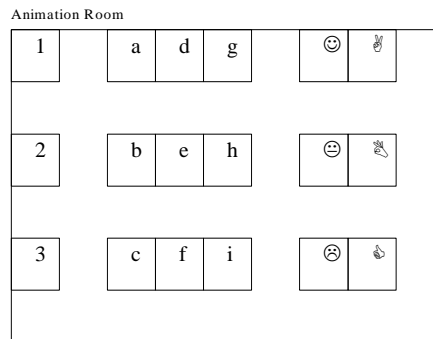 Animation Room
1 a d g ☺ ✌
2 b e h 😐 👌
3 c f i ☹ 👍